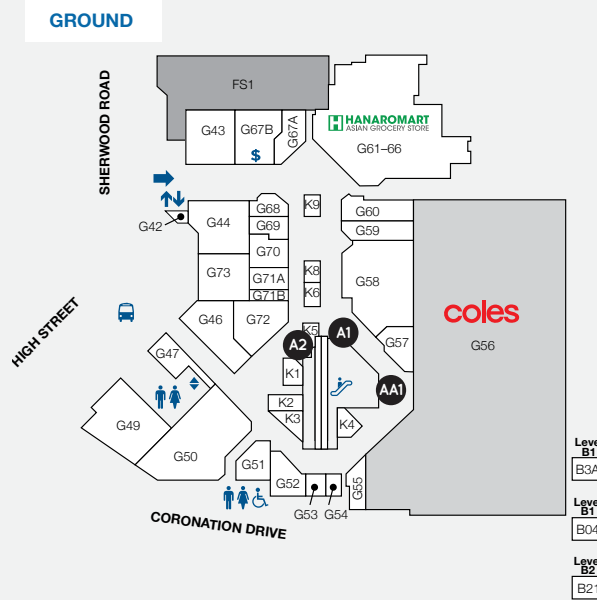 GROUND
SHERWOOD ROAD
FS1
G43
G67B
G67A
$
HANAROMART
ASIAN GROCERY STORE
G61–66
G42
G44
G68
G69
G70
G71A
G71B
G73
G46
G72
K9
K8
K6
K5
G60
G59
G58
G57
coles
G56
A1
A2
AA1
HIGH STREET
G47
G49
G50
K1
K2
K3
K4
G51
G52
G53
G54
G55
CORONATION DRIVE
Leve
B1
B3A
Leve
B1
B04
Leve
B2
B21